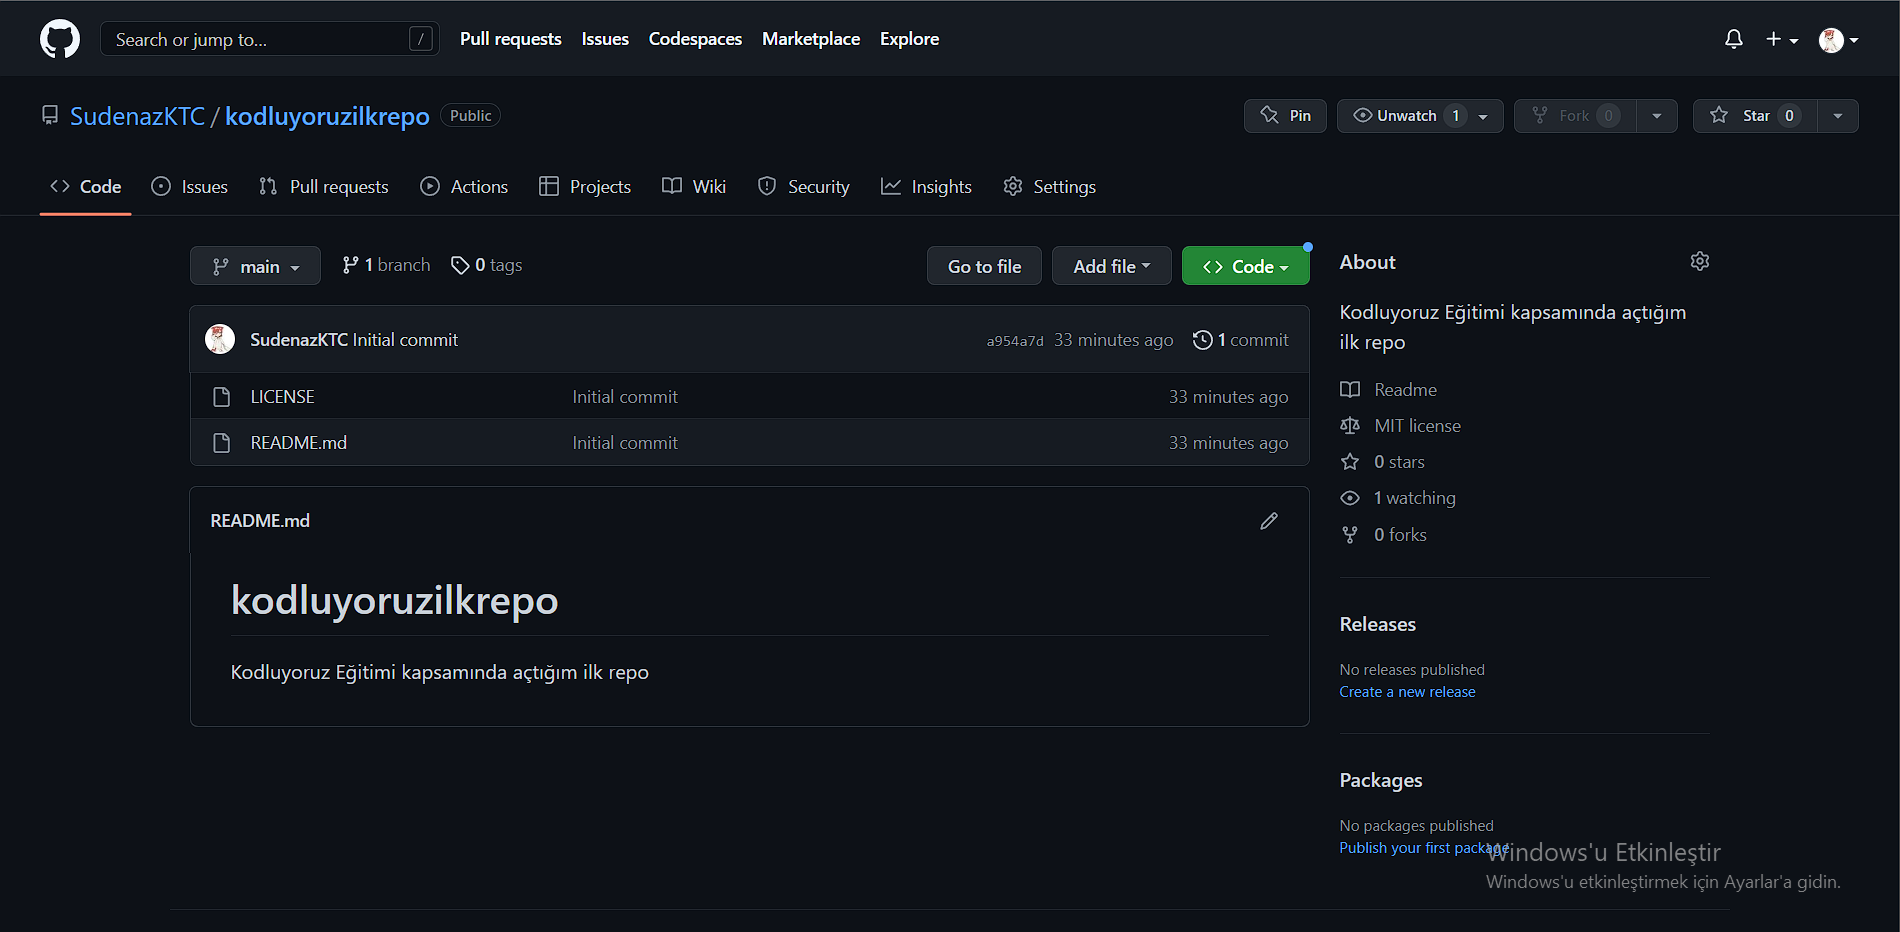 Search or jump to... /
Pull requests Issues Codespaces Marketplace Explore
SudenazKTC / kodluyoruzilkrepo Public
Pin Unwatch 1 Fork 0 Star 0
Code Issues Pull requests Actions Projects Wiki Security Insights Settings
main 1 branch 0 tags Go to file Add file Code
SudenazKTC Initial commit a954a7d 33 minutes ago 1 commit
LICENSE Initial commit 33 minutes ago
README.md Initial commit 33 minutes ago
README.md
kodluyoruzilkrepo
Kodluyoruz Eğitimi kapsamında açtığım ilk repo
About
Kodluyoruz Eğitimi kapsamında açtığım
ilk repo
Readme
MIT license
0 stars
1 watching
0 forks
Releases
No releases published
Create a new release
Packages
No packages published
Publish your first package
Windows'u Etkinleştir
Windows'u etkinleştirmek için Ayarlar'a gidin.